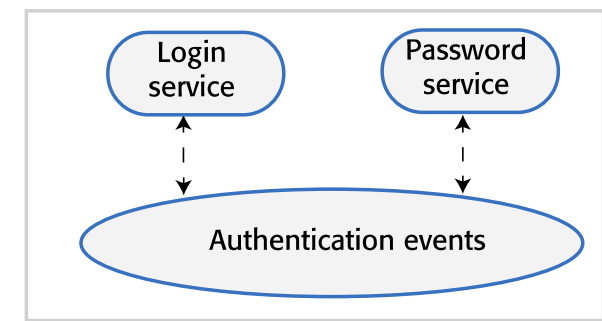 Login
service
Password
service
Authentication events